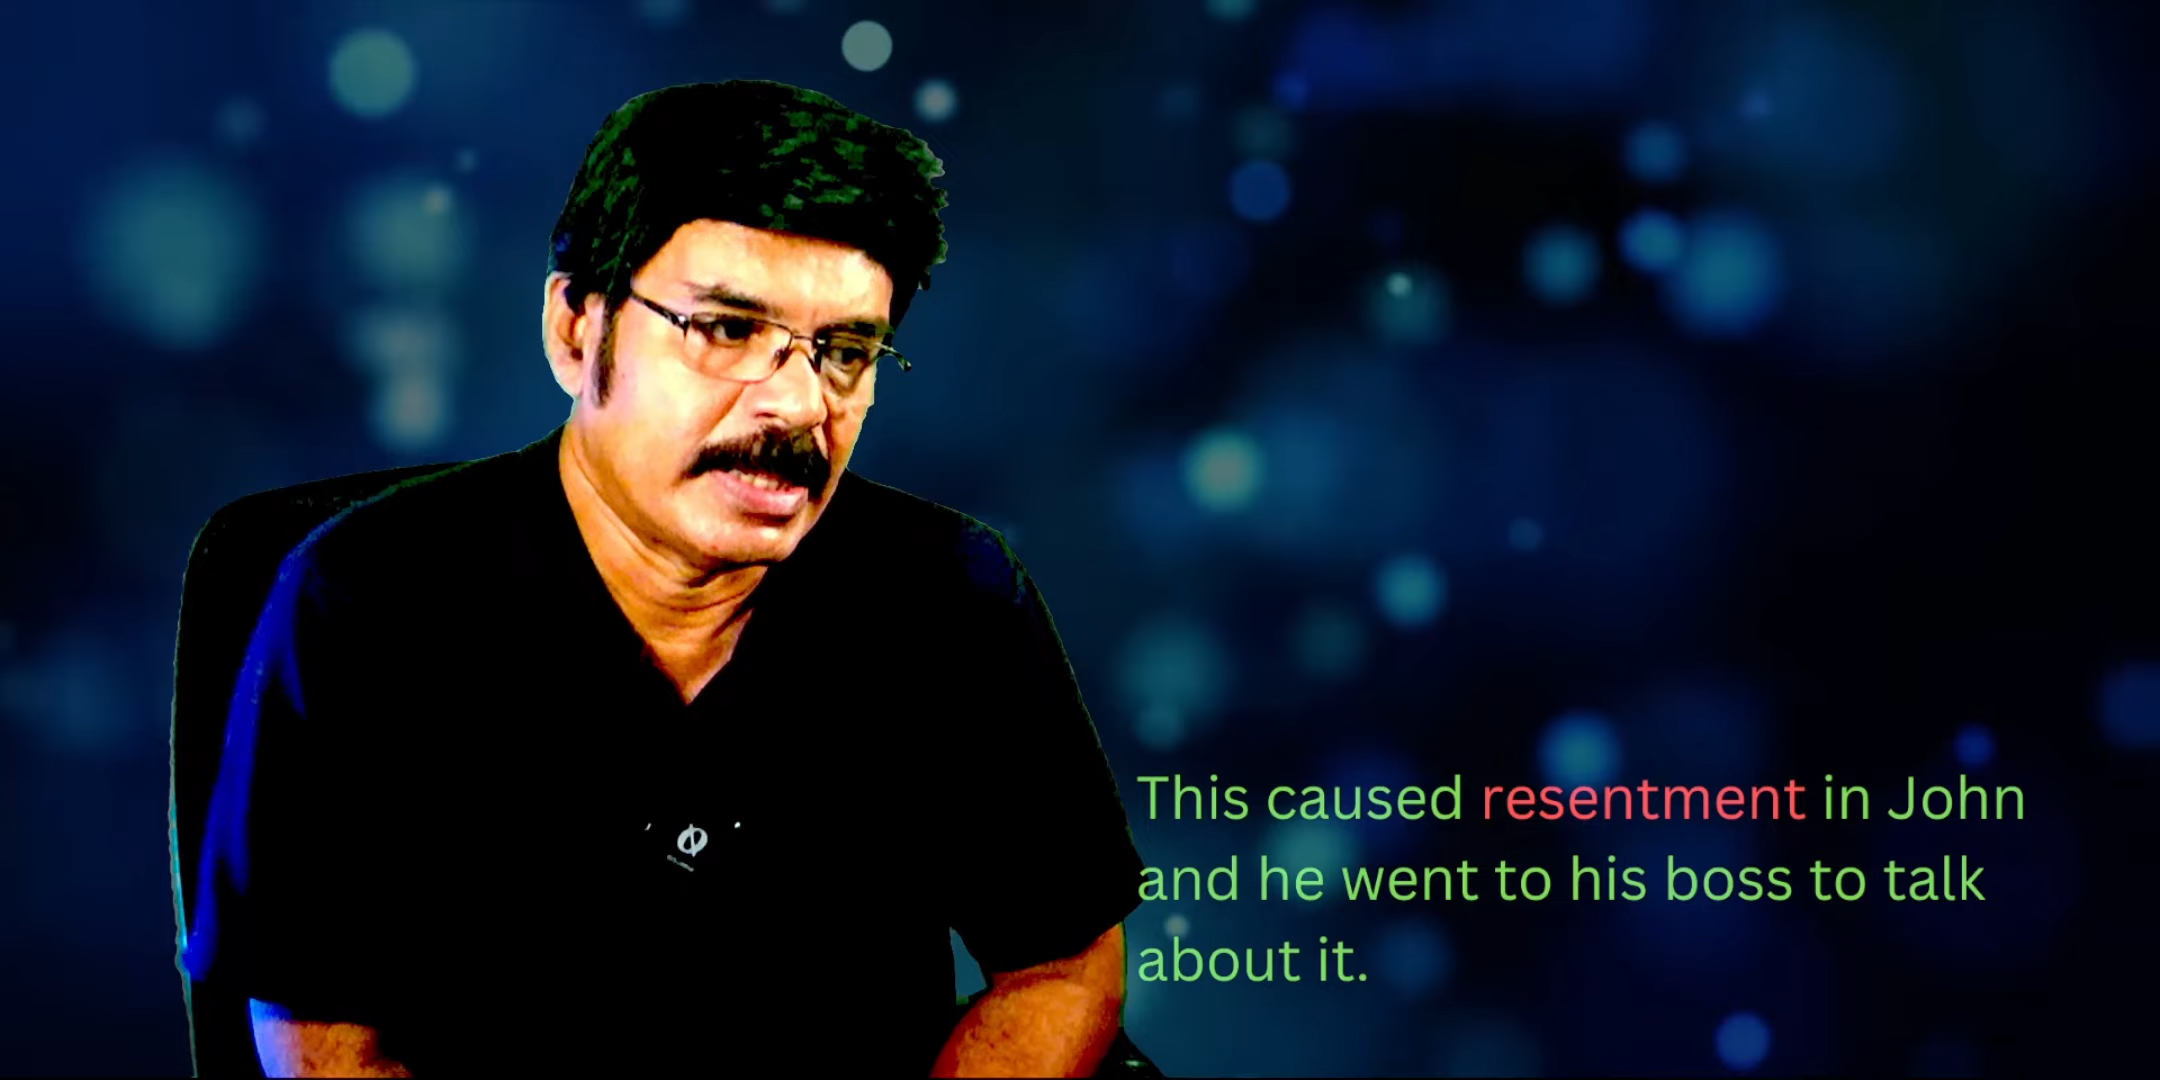 This caused resentment in John
and he went to his boss to talk
about it.